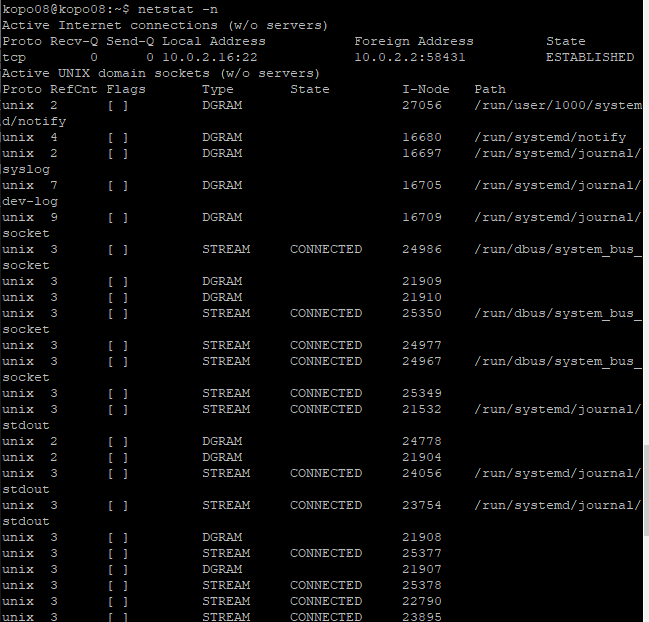 kopo08@kopo08:~$ netstat -n
Active Internet connections (w/o servers)
Proto Recv-Q Send-Q Local Address           Foreign Address         State
tcp        0      0 10.0.2.16:22            10.0.2.2:58431          ESTABLISHED
Active UNIX domain sockets (w/o servers)
Proto RefCnt Flags       Type       State         I-Node   Path
unix  2      [ ]         DGRAM                    27056    /run/user/1000/system
d/notify
unix  4      [ ]         DGRAM                    16680    /run/systemd/notify
unix  2      [ ]         DGRAM                    16697    /run/systemd/journal/
syslog
unix  7      [ ]         DGRAM                    16705    /run/systemd/journal/
dev-log
unix  9      [ ]         DGRAM                    16709    /run/systemd/journal/
socket
unix  3      [ ]         STREAM     CONNECTED     24986    /run/dbus/system_bus_
socket
unix  3      [ ]         DGRAM                    21909
unix  3      [ ]         DGRAM                    21910
unix  3      [ ]         STREAM     CONNECTED     25350    /run/dbus/system_bus_
socket
unix  3      [ ]         STREAM     CONNECTED     24977
unix  3      [ ]         STREAM     CONNECTED     24967    /run/dbus/system_bus_
socket
unix  3      [ ]         STREAM     CONNECTED     25349
unix  3      [ ]         STREAM     CONNECTED     21532    /run/systemd/journal/
stdout
unix  2      [ ]         DGRAM                    24778
unix  2      [ ]         DGRAM                    21904
unix  3      [ ]         STREAM     CONNECTED     24056    /run/systemd/journal/
stdout
unix  3      [ ]         STREAM     CONNECTED     23754    /run/systemd/journal/
stdout
unix  3      [ ]         DGRAM                    21908
unix  3      [ ]         STREAM     CONNECTED     25377
unix  3      [ ]         DGRAM                    21907
unix  3      [ ]         STREAM     CONNECTED     25378
unix  3      [ ]         STREAM     CONNECTED     22790
unix  3      [ ]         STREAM     CONNECTED     23895